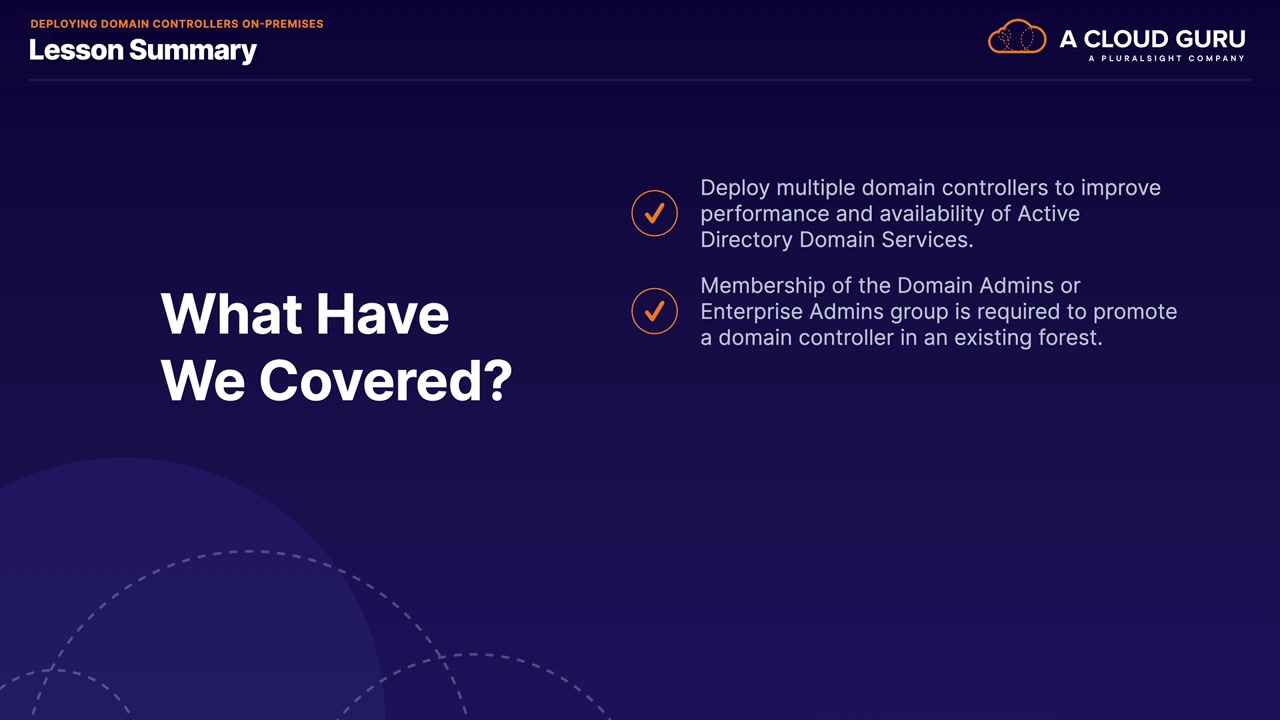 DEPLOYING DOMAIN CONTROLLERS ON-PREMISES
Lesson Summary
A CLOUD GURU
A PLURALSIGHT COMPANY
What Have
We Covered?
Deploy multiple domain controllers to improve
performance and availability of Active
Directory Domain Services.
Membership of the Domain Admins or
Enterprise Admins group is required to promote
a domain controller in an existing forest.